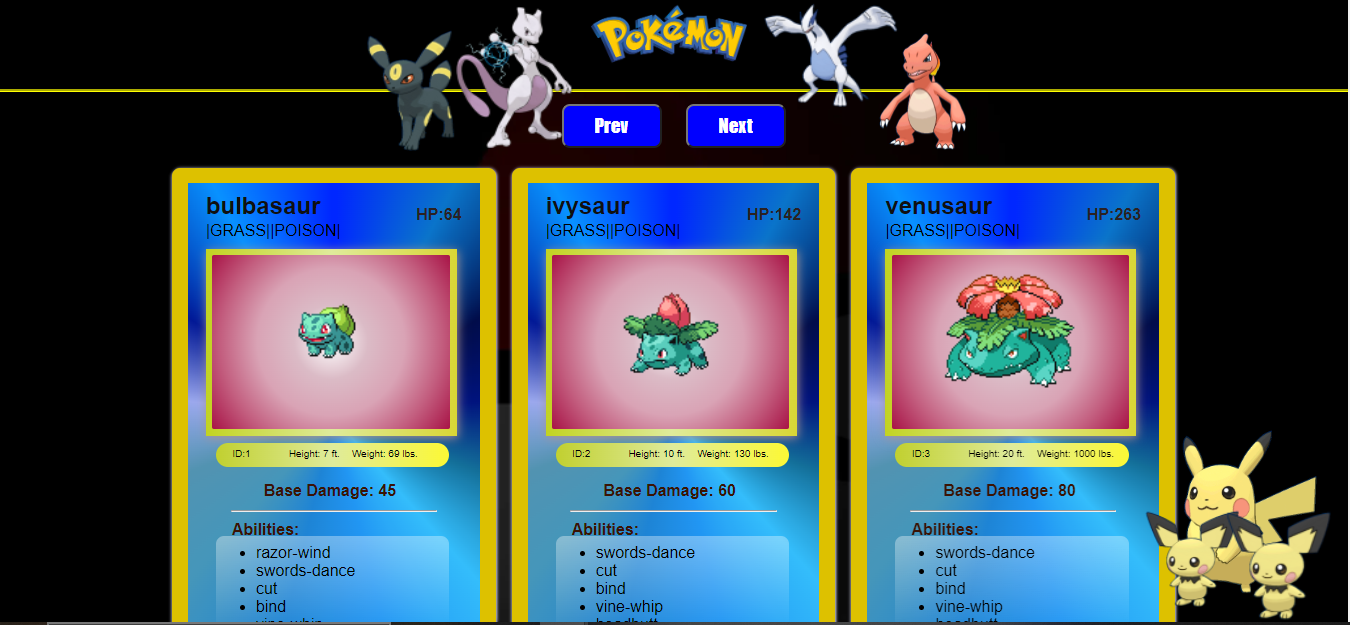 POKéMON
Prev
Next
bulbasaur
HP:64
|GRASS||POISON|
ID:1 Height: 7 ft. Weight: 69 lbs.
Base Damage: 45
Abilities:
razor-wind
swords-dance
cut
bind
ivysaur
HP:142
|GRASS||POISON|
ID:2 Height: 10 ft. Weight: 130 lbs.
Base Damage: 60
Abilities:
swords-dance
cut
bind
vine-whip
venusaur
HP:263
|GRASS||POISON|
ID:3 Height: 20 ft. Weight: 1000 lbs.
Base Damage: 80
Abilities:
swords-dance
cut
bind
vine-whip